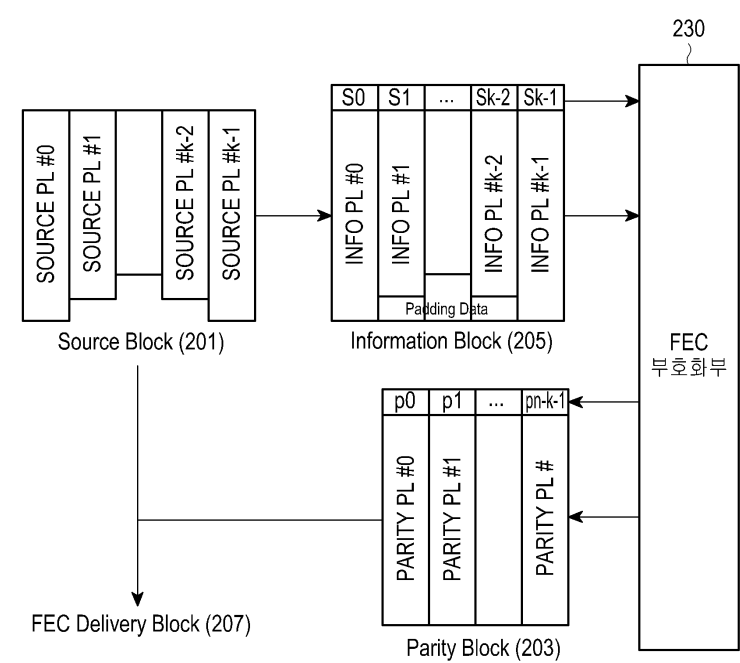 230
S0 S1 ... Sk-2 Sk-1
SOURCE PL #0
SOURCE PL #1
SOURCE PL #k-2
SOURCE PL #k-1
INFO PL #0
INFO PL #1
INFO PL #k-2
INFO PL #k-1
Padding Data
Source Block (201)
Information Block (205)
FEC
부호화부
p0 p1 ... pn-k-1
PARITY PL #0
PARITY PL #1
PARITY PL #
FEC Delivery Block (207)
Parity Block (203)